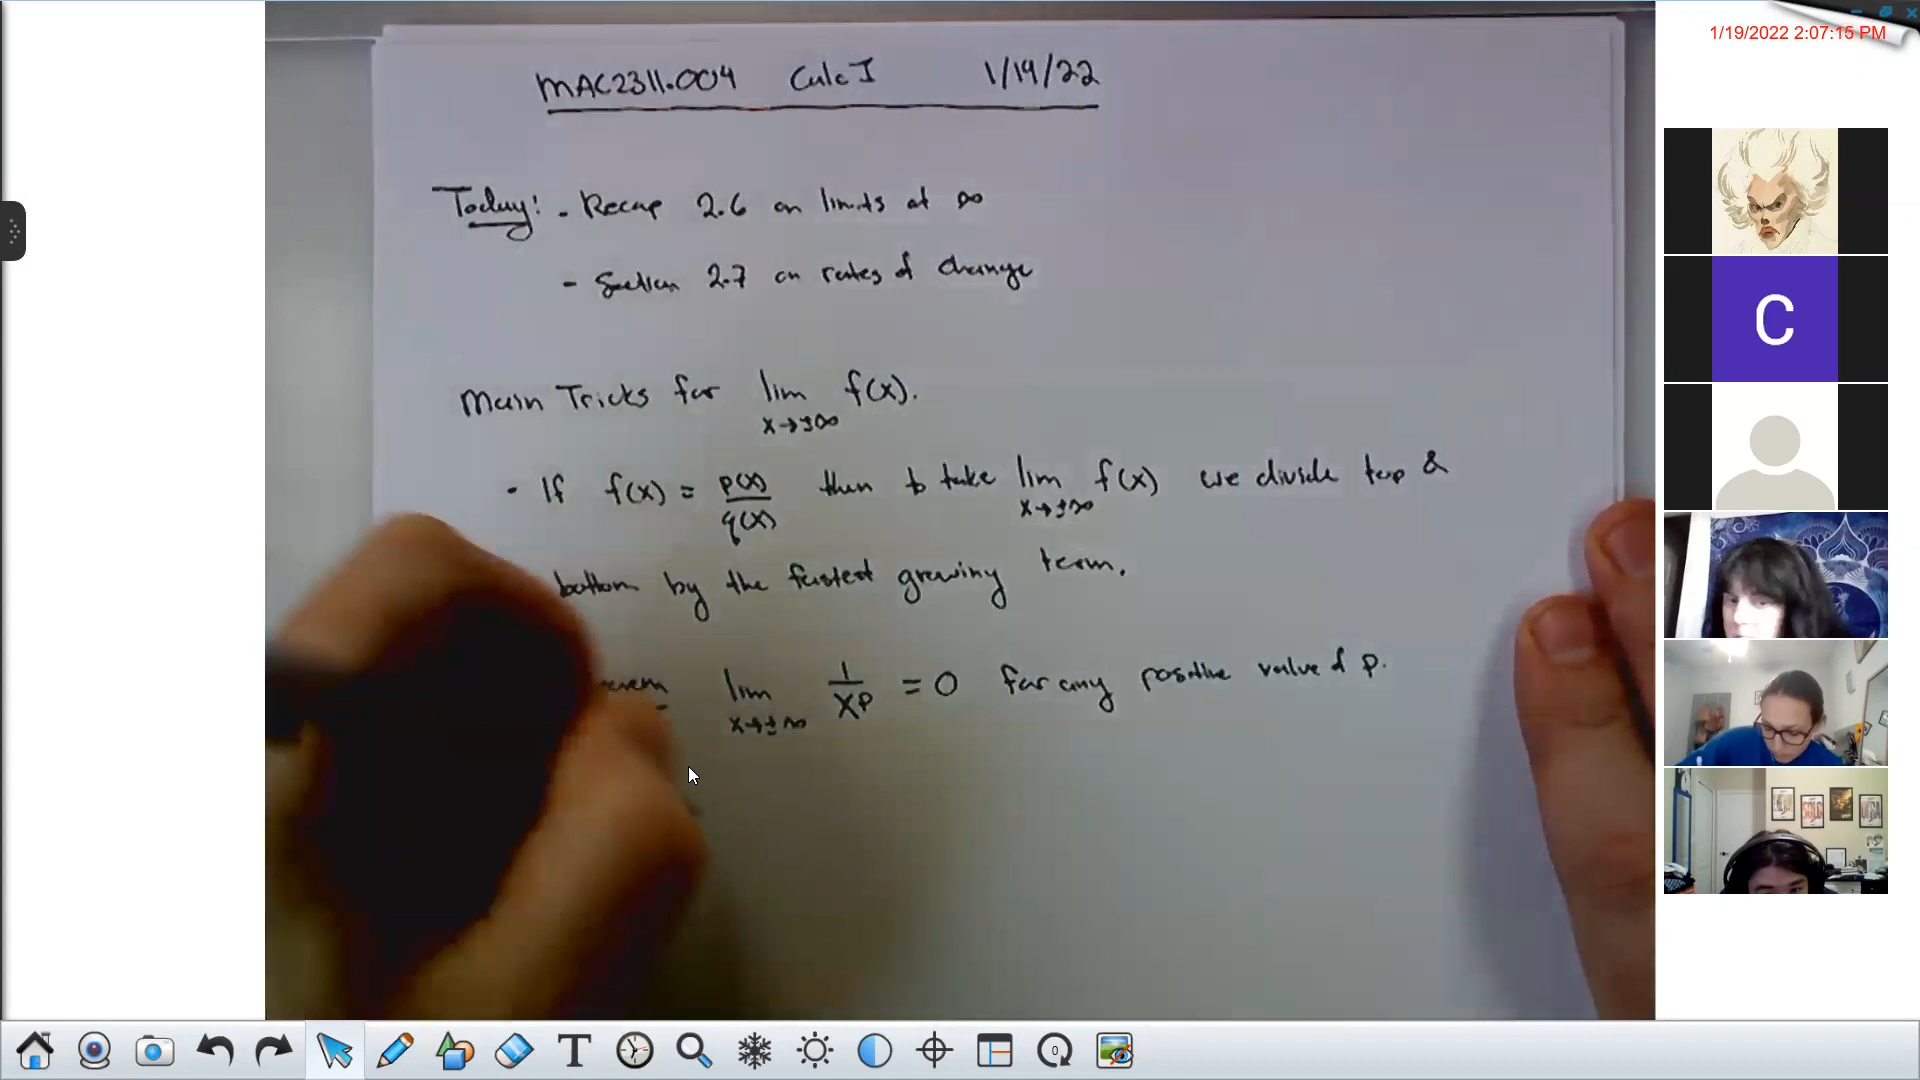 1/19/2022 2:07:15 PM
MAC2311.004 Calc I 1/19/22
Today: - Recap 2.6 on limits at ∞
- Section 2.7 on rates of change
Main Tricks for lim x→±∞ f(x).
• If f(x) = p(x)/q(x) then to take lim x→±∞ f(x) we divide top &
bottom by the fastest growing term.
lim x→±∞ 1/x^p = 0 for any positive value of p.
C
T
0